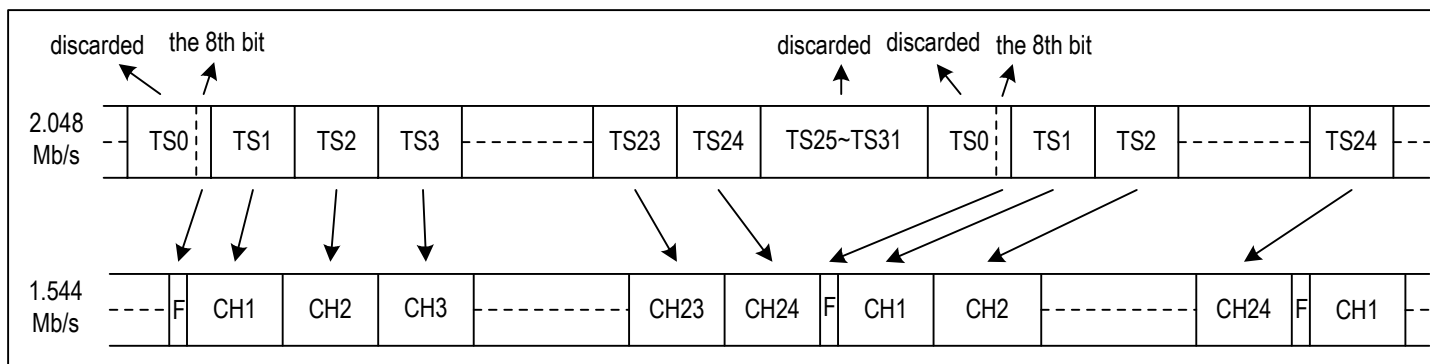 discarded the 8th bit discarded discarded the 8th bit
2.048
Mb/s
TS0 TS1 TS2 TS3 TS23 TS24 TS25~TS31 TS0 TS1 TS2 TS24
1.544
Mb/s
F CH1 CH2 CH3 CH23 CH24 F CH1 CH2 CH24 F CH1